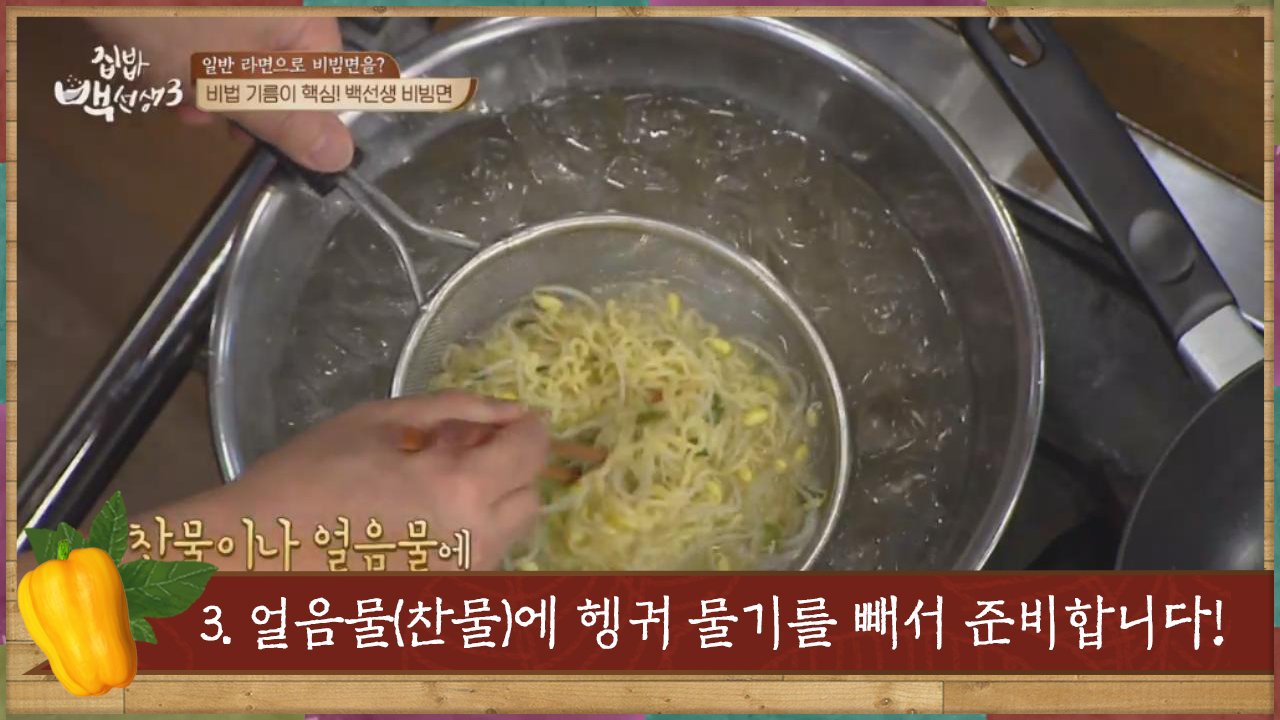 집밥
백선생3
일반 라면으로 비빔면을?
비법 기름이 핵심! 백선생 비빔면
찬물이나 얼음물에
3. 얼음물(찬물)에 헹궈 물기를 빼서 준비합니다!